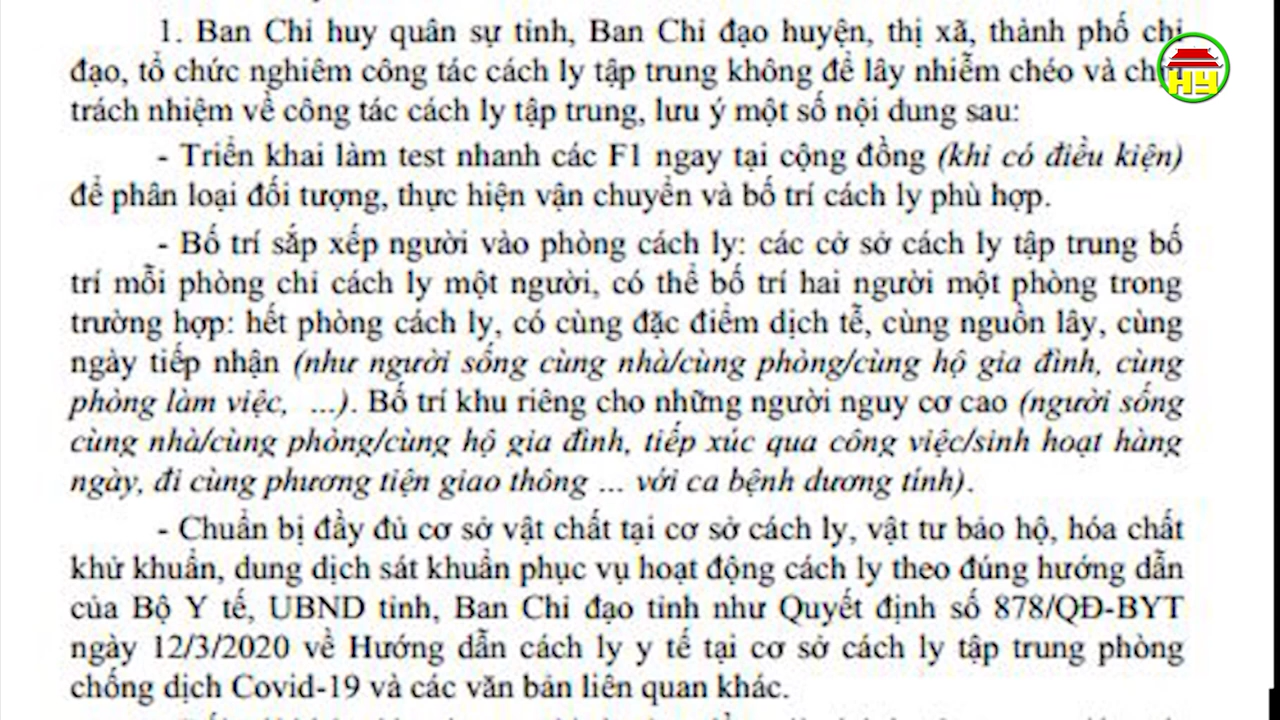 1. Ban Chỉ huy quân sự tỉnh, Ban Chỉ đạo huyện, thị xã, thành phố chỉ
đạo, tổ chức nghiêm công tác cách ly tập trung không để lây nhiễm chéo và
HY
trách nhiệm về công tác cách ly tập trung, lưu ý một số nội dung sau:
- Triển khai làm test nhanh các F1 ngay tại cộng đồng (khi có điều kiện)
để phân loại đối tượng, thực hiện vận chuyển và bố trí cách ly phù hợp.
- Bố trí sắp xếp người vào phòng cách ly: các cở sở cách ly tập trung bố
trí mỗi phòng chỉ cách ly một người, có thể bố trí hai người một phòng trong
trường hợp: hết phòng cách ly, có cùng đặc điểm dịch tễ, cùng nguồn lây, cùng
ngày tiếp nhận (như người sống cùng nhà/cùng phòng/cùng hộ gia đình, cùng
phòng làm việc, ...). Bố trí khu riêng cho những người nguy cơ cao (người sống
cùng nhà/cùng phòng/cùng hộ gia đình, tiếp xúc qua công việc/sinh hoạt hàng
ngày, đi cùng phương tiện giao thông ... với ca bệnh dương tính).
- Chuẩn bị đầy đủ cơ sở vật chất tại cơ sở cách ly, vật tư bảo hộ, hóa chất
khử khuẩn, dung dịch sát khuẩn phục vụ hoạt động cách ly theo đúng hướng dẫn
của Bộ Y tế, UBND tỉnh, Ban Chỉ đạo tỉnh như Quyết định số 878/QĐ-BYT
ngày 12/3/2020 về Hướng dẫn cách ly y tế tại cơ sở cách ly tập trung phòng
chống dịch Covid-19 và các văn bản liên quan khác.